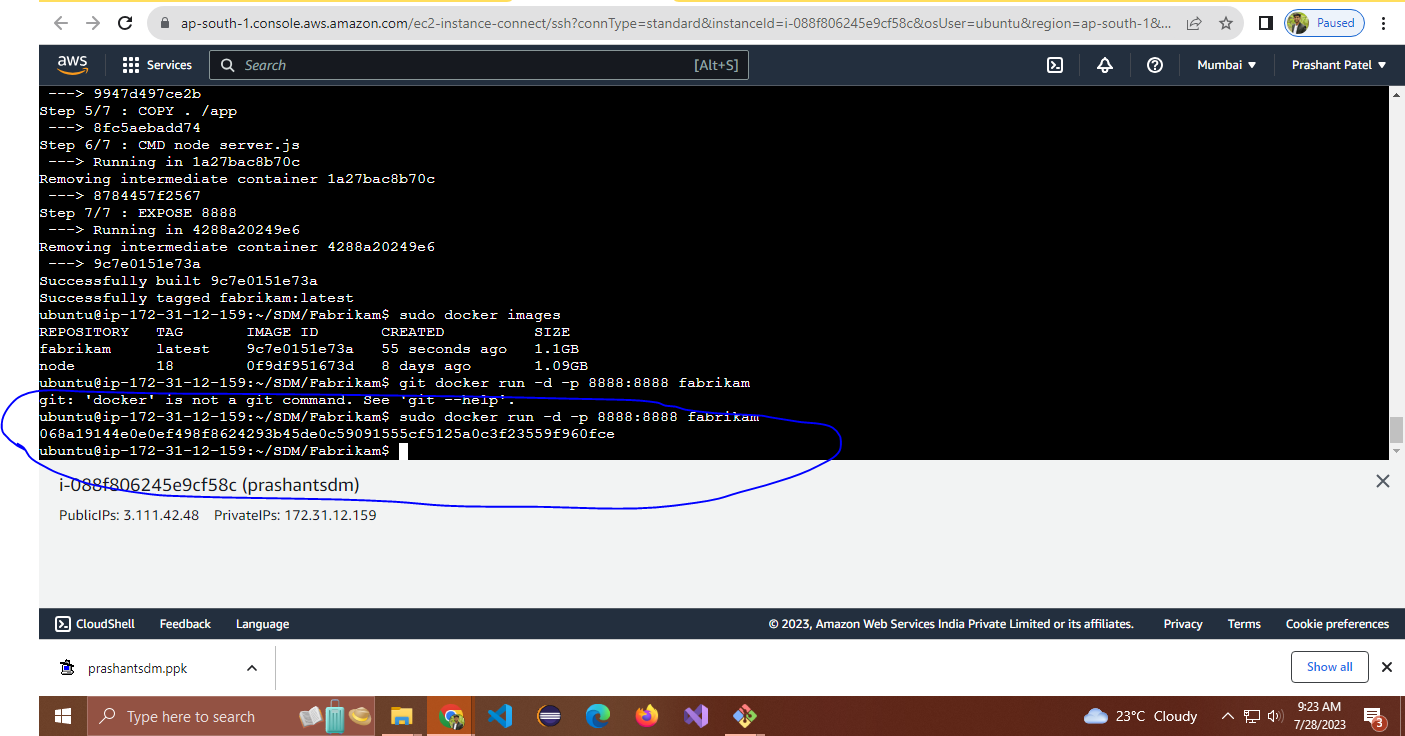 ap-south-1.console.aws.amazon.com/ec2-instance-connect/ssh?connType=standard&instanceId=i-088f806245e9cf58c&osUser=ubuntu&region=ap-south-1&...
Paused
aws
Services
Search
[Alt+S]
Mumbai
Prashant Patel
---> 9947d497ce2b
Step 5/7 : COPY . /app
---> 8fc5aebadd74
Step 6/7 : CMD node server.js
---> Running in 1a27bac8b70c
Removing intermediate container 1a27bac8b70c
---> 8784457f2567
Step 7/7 : EXPOSE 8888
---> Running in 4288a20249e6
Removing intermediate container 4288a20249e6
---> 9c7e0151e73a
Successfully built 9c7e0151e73a
Successfully tagged fabrikam:latest
ubuntu@ip-172-31-12-159:~/SDM/Fabrikam$ sudo docker images
REPOSITORY TAG IMAGE ID CREATED SIZE
fabrikam latest 9c7e0151e73a 55 seconds ago 1.1GB
node 18 0f9df951673d 8 days ago 1.09GB
ubuntu@ip-172-31-12-159:~/SDM/Fabrikam$ git docker run -d -p 8888:8888 fabrikam
git: 'docker' is not a git command. See 'git --help'.
ubuntu@ip-172-31-12-159:~/SDM/Fabrikam$ sudo docker run -d -p 8888:8888 fabrikam
068a19144e0e0ef498f8624293b45de0c59091555cf5125a0c3f23559f960fce
ubuntu@ip-172-31-12-159:~/SDM/Fabrikam$
i-088f806245e9cf58c (prashantsdm)
PublicIPs: 3.111.42.48 PrivateIPs: 172.31.12.159
CloudShell
Feedback
Language
© 2023, Amazon Web Services India Private Limited or its affiliates.
Privacy
Terms
Cookie preferences
prashantsdm.ppk
Show all
Type here to search
23°C Cloudy
9:23 AM
7/28/2023
3